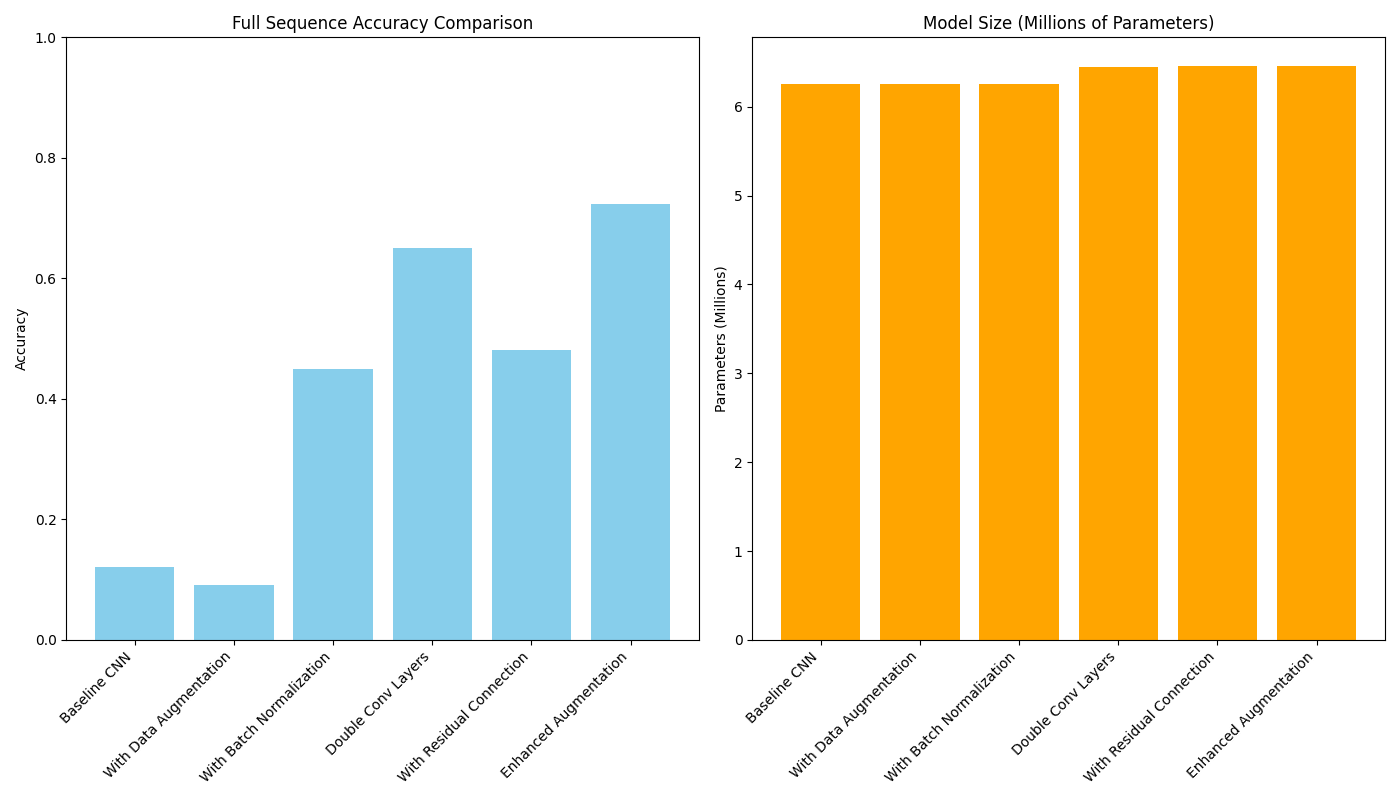 Full Sequence Accuracy Comparison
Accuracy
1.0
0.8
0.6
0.4
0.2
0.0
Baseline CNN
With Data Augmentation
With Batch Normalization
Double Conv Layers
With Residual Connection
Enhanced Augmentation
Model Size (Millions of Parameters)
Parameters (Millions)
6
5
4
3
2
1
0
Baseline CNN
With Data Augmentation
With Batch Normalization
Double Conv Layers
With Residual Connection
Enhanced Augmentation